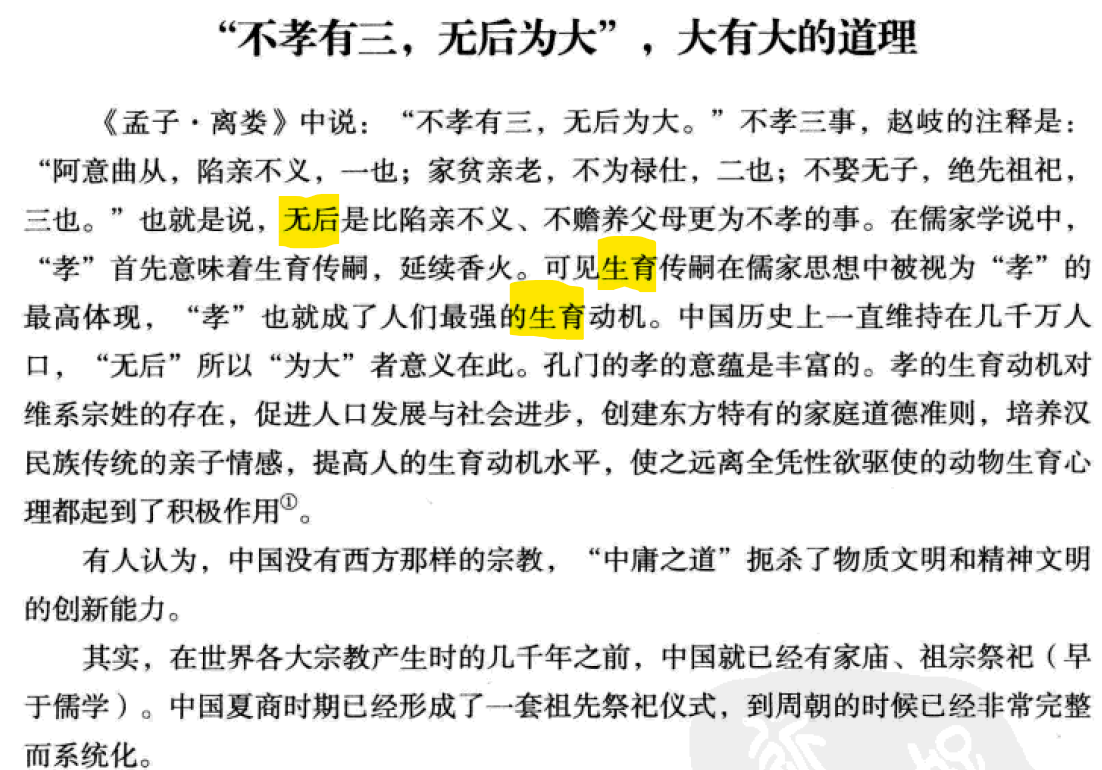 “不孝有三，无后为大”，大有大的道理
《孟子·离娄》中说：“不孝有三，无后为大。”不孝三事，赵岐的注释是：
“阿意曲从，陷亲不义，一也；家贫亲老，不为禄仕，二也；不娶无子，绝先祖祀，
三也。”也就是说，无后是比陷亲不义、不赡养父母更为不孝的事。在儒家学说中，
“孝”首先意味着生育传嗣，延续香火。可见生育传嗣在儒家思想中被视为“孝”的
最高体现，“孝”也就成了人们最强的生育动机。中国历史上一直维持在几千万人
口，“无后”所以“为大”者意义在此。孔门的孝的意蕴是丰富的。孝的生育动机对
维系宗姓的存在，促进人口发展与社会进步，创建东方特有的家庭道德准则，培养汉
民族传统的亲子情感，提高人的生育动机水平，使之远离全凭性欲驱使的动物生育心
理都起到了积极作用①。
有人认为，中国没有西方那样的宗教，“中庸之道”扼杀了物质文明和精神文明
的创新能力。
其实，在世界各大宗教产生时的几千年之前，中国就已经有家庙、祖宗祭祀（早
于儒学）。中国夏商时期已经形成了一套祖先祭祀仪式，到周朝的时候已经非常完整
而系统化。